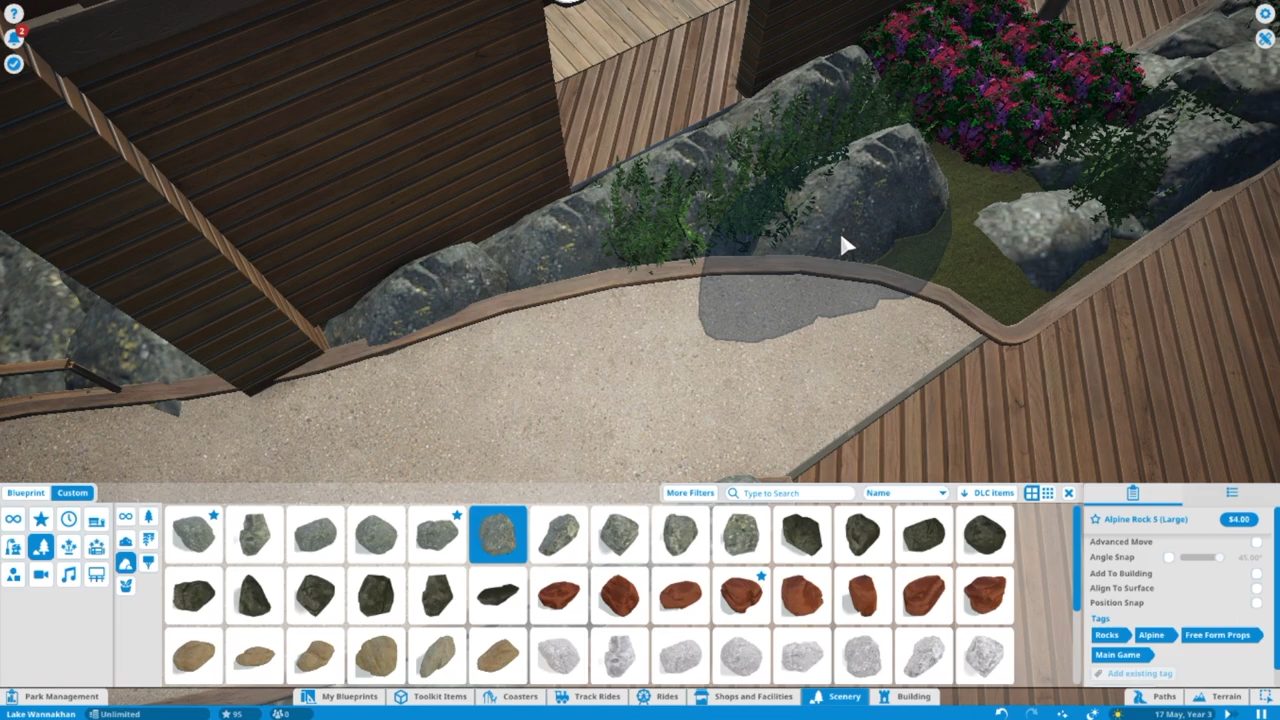 ?
2
Blueprint Custom More Filters Type to Search Name DLC items
Alpine Rock 5 (Large) $4.00
Advanced Move
Angle Snap 45.00°
Add To Building
Align To Surface
Position Snap
Tags
Rocks Alpine Free Form Props
Main Game
Add existing tag
Park Management My Blueprints Toolkit Items Coasters Track Rides Rides Shops and Facilities Scenery Building Paths Terrain
Lake Wannakhan Unlimited 95 0 17 May, Year 3